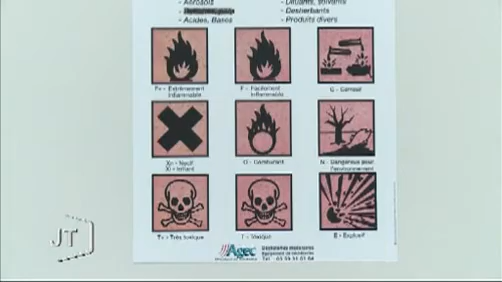 - Aérosols
- Diluants, solvants
- Désherbants
- Acides, Bases
- Produits divers
F+ - Extrêmement
inflammable
F - Facilement
inflammable
C - Corrosif
Xn - Nocif
Xi - Irritant
O - Comburant
N - Dangereux pour
l'environnement
T+ - Très toxique
T - Toxique
E - Explosif
JT
Agec